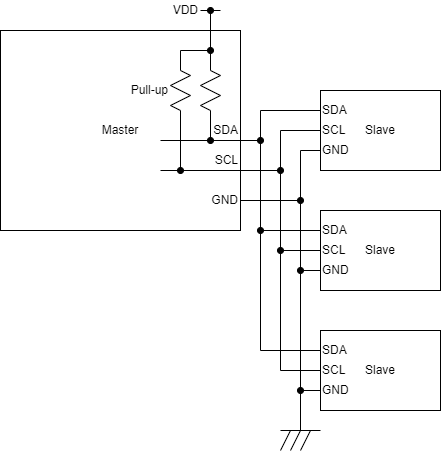 VDD
Pull-up
Master
SDA
SCL
GND
SDA
SCL Slave
GND
SDA
SCL Slave
GND
SDA
SCL Slave
GND